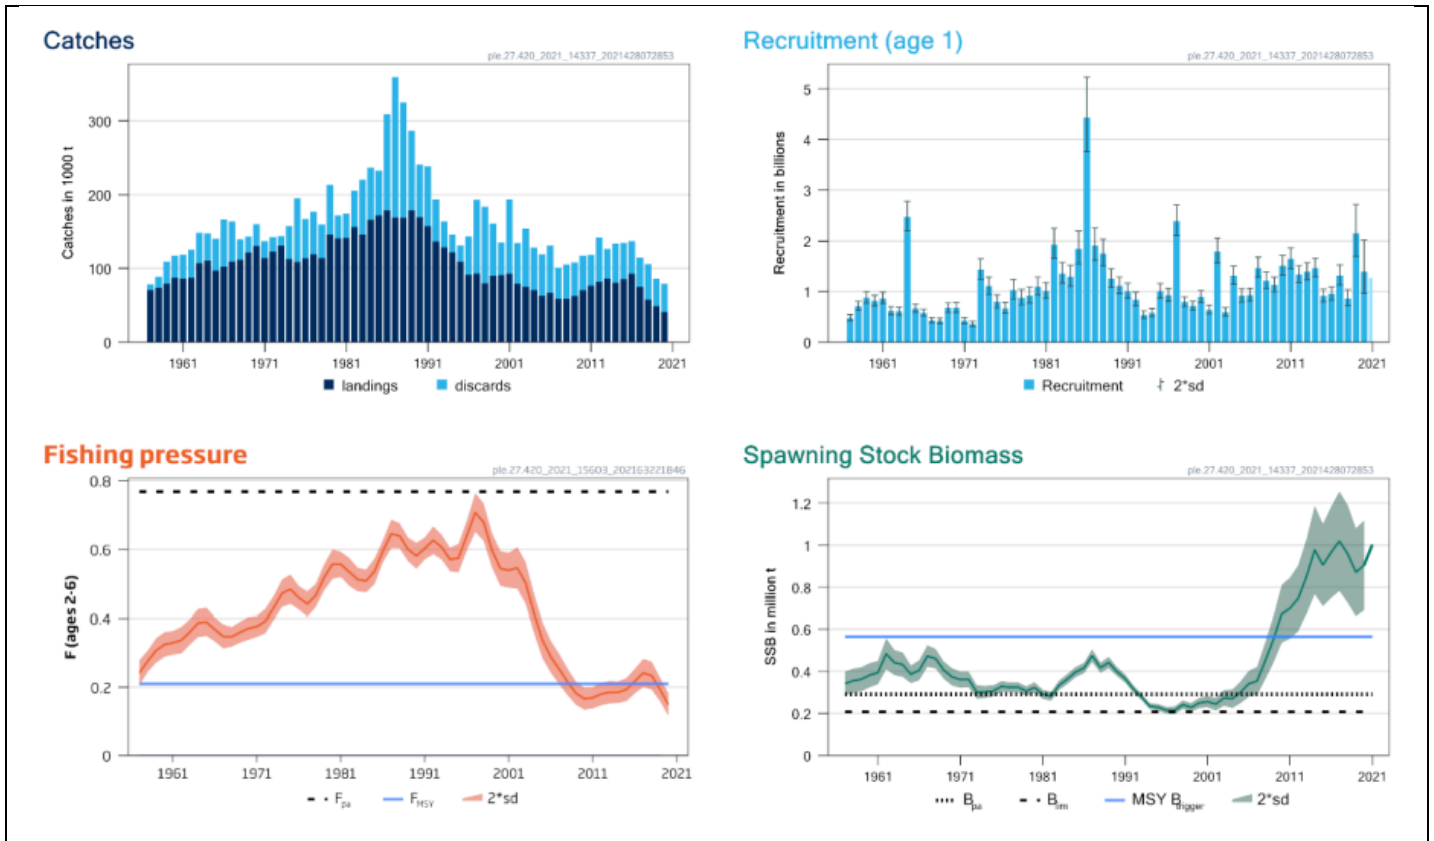 Catches
ple.27.420_2021_14337_2021428072853
Catches in 1000 t
300
200
100
0
1961 1971 1981 1991 2001 2011 2021
landings discards
Recruitment (age 1)
ple.27.420_2021_14337_2021428072853
Recruitment in billions
5
4
3
2
1
0
1961 1971 1981 1991 2001 2011 2021
Recruitment 2*sd
Fishing pressure
ple.27.420_2021_15603_202163221846
F (ages 2-6)
0.8
0.6
0.4
0.2
0
1961 1971 1981 1991 2001 2011 2021
Fpa FMSY 2*sd
Spawning Stock Biomass
ple.27.420_2021_14337_2021428072853
SSB in million t
1.2
1
0.8
0.6
0.4
0.2
0
1961 1971 1981 1991 2001 2011 2021
Bpa Blim MSY Btrigger 2*sd